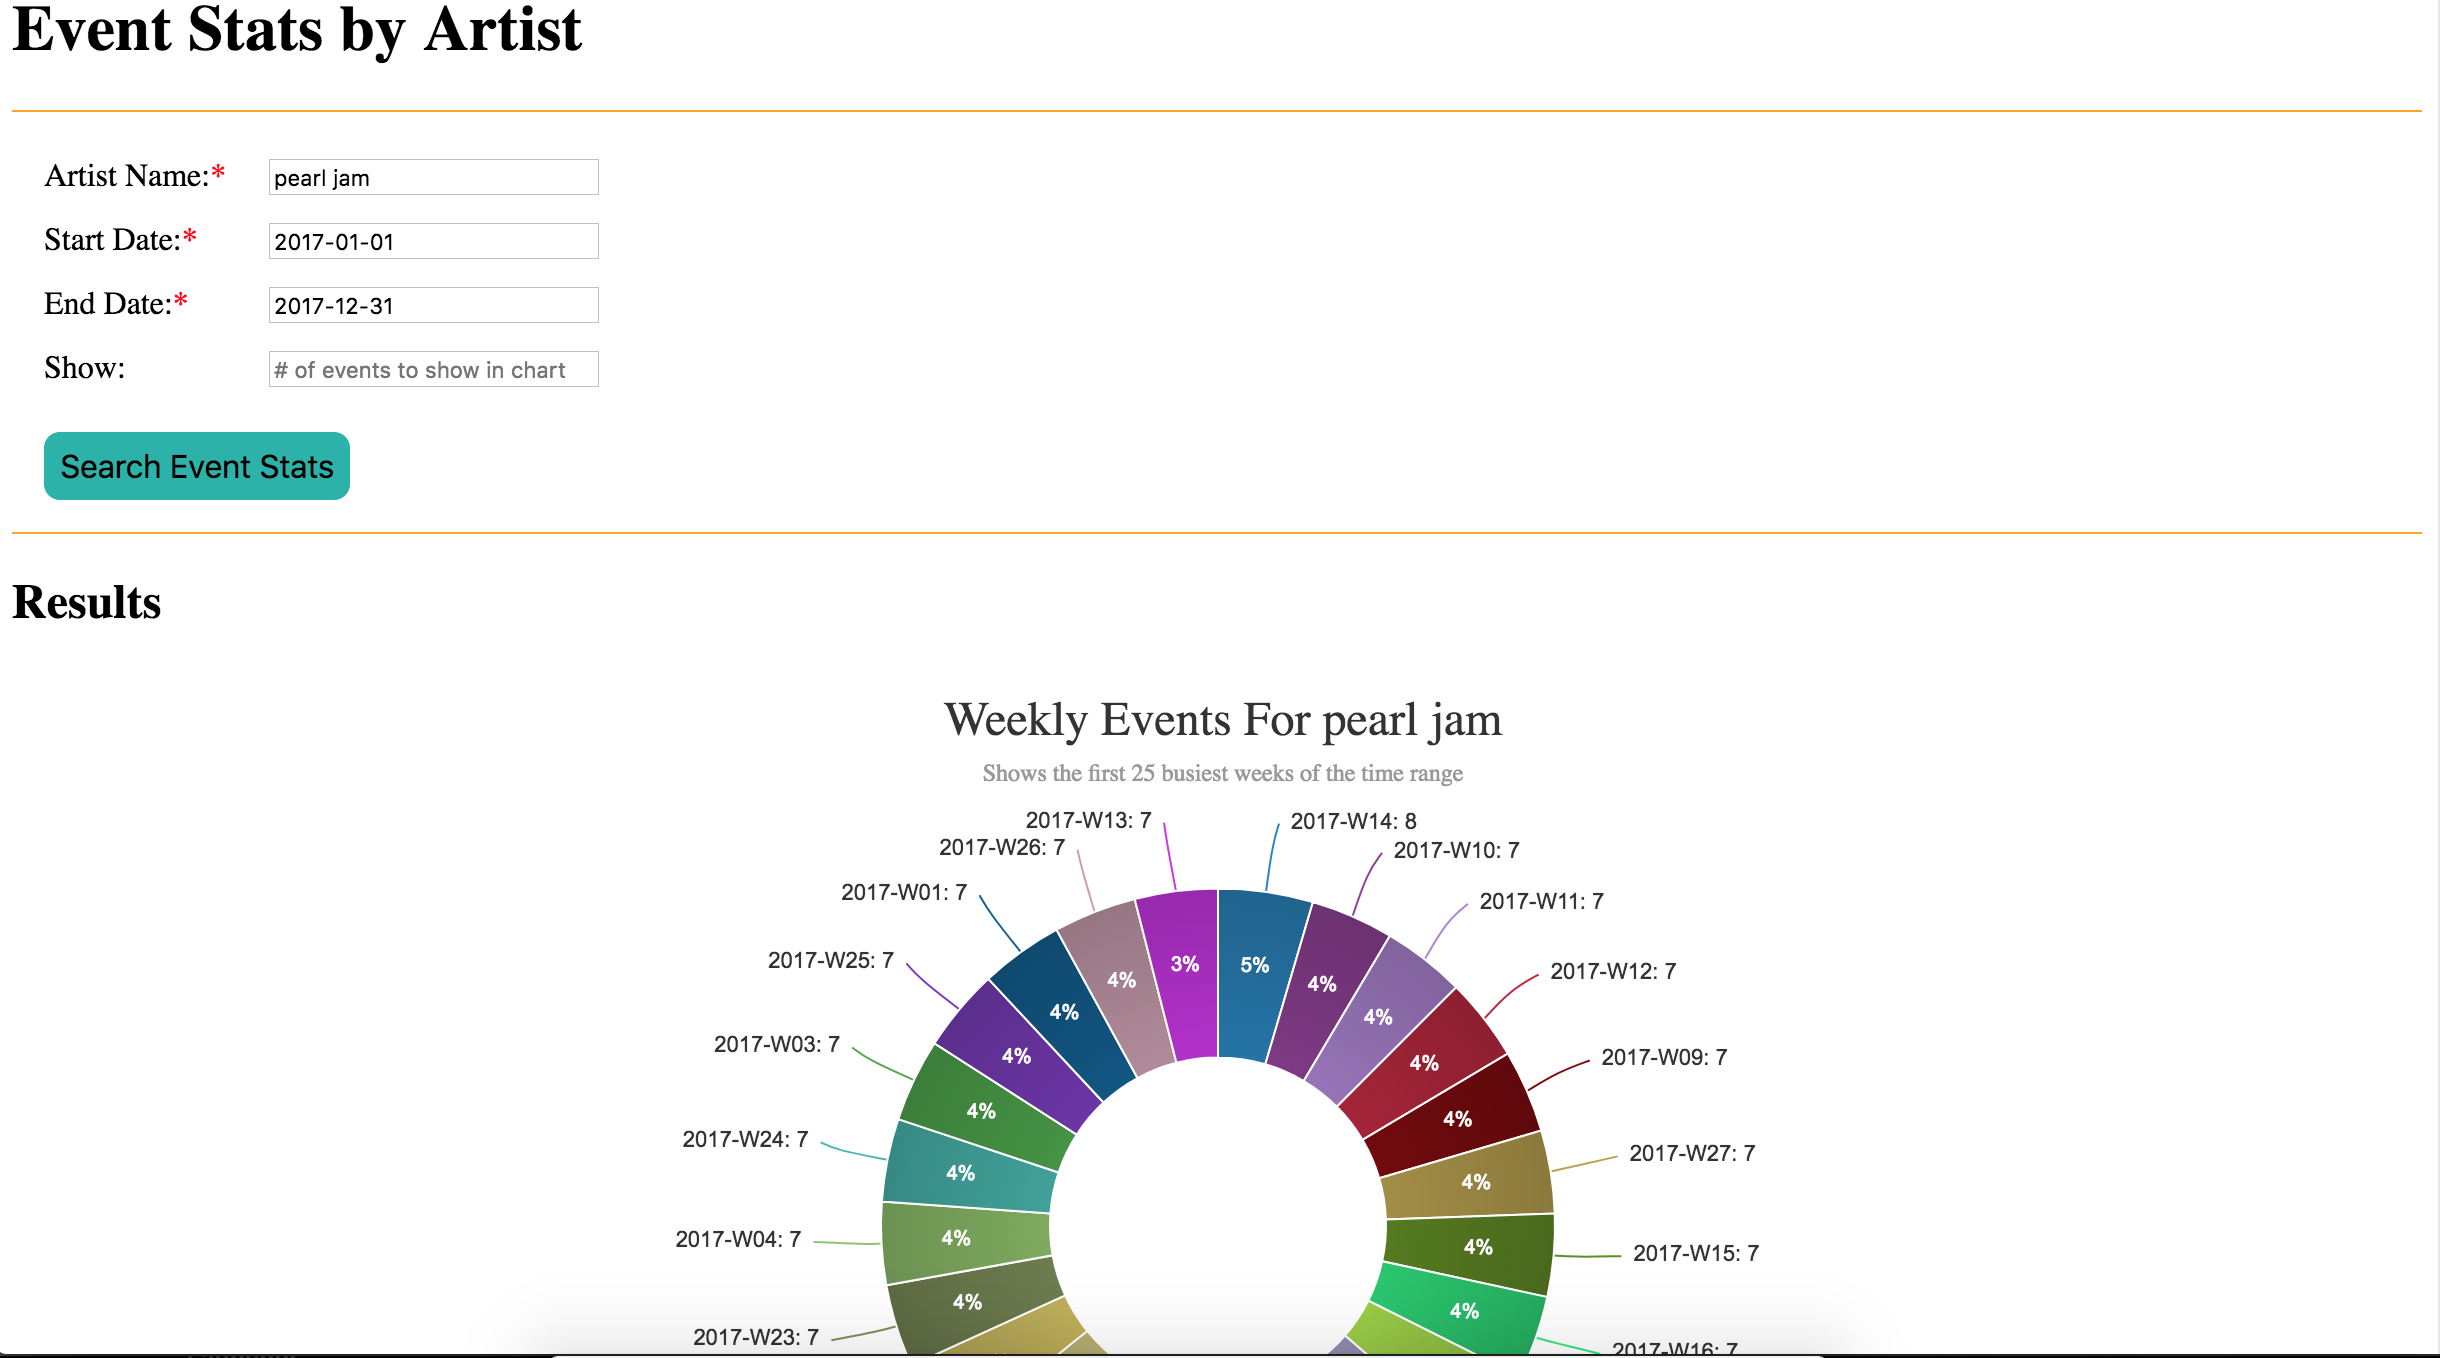 Event Stats by Artist
Artist Name:* pearl jam
Start Date:* 2017-01-01
End Date:* 2017-12-31
Show: # of events to show in chart
Search Event Stats
Results
Weekly Events For pearl jam
Shows the first 25 busiest weeks of the time range
2017-W13: 7
2017-W14: 8
2017-W26: 7
2017-W10: 7
2017-W01: 7
2017-W11: 7
3%
5%
2017-W25: 7
4%
4%
2017-W12: 7
4%
4%
2017-W03: 7
4%
4%
2017-W09: 7
4%
4%
2017-W24: 7
4%
4%
2017-W27: 7
2017-W04: 7
4%
4%
2017-W15: 7
4%
4%
2017-W23: 7
2017-W16: 7